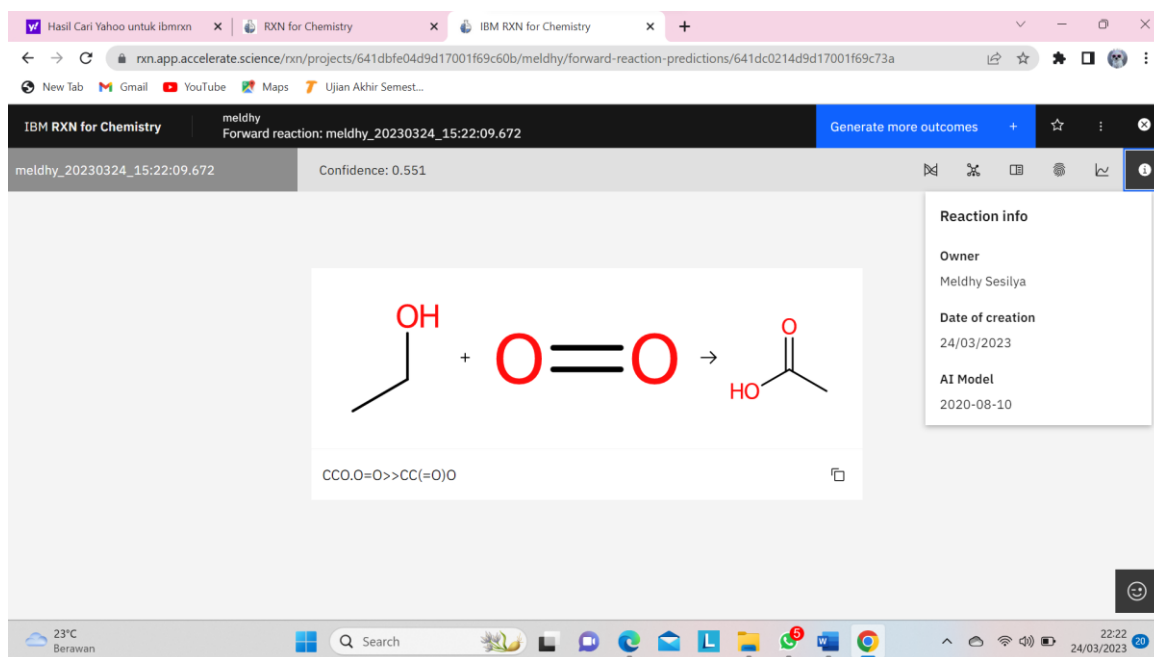 Hasil Cari Yahoo untuk ibmrxn
RXN for Chemistry
IBM RXN for Chemistry
rxn.app.accelerate.science/rxn/projects/641dbfe04d9d17001f69c60b/meldhy/forward-reaction-predictions/641dc0214d9d17001f69c73a
New Tab
Gmail
YouTube
Maps
Ujian Akhir Semest...
IBM RXN for Chemistry
meldhy
Forward reaction: meldhy_20230324_15:22:09.672
Generate more outcomes +
meldhy_20230324_15:22:09.672
Confidence: 0.551
Reaction info
Owner
Meldhy Sesilya
Date of creation
24/03/2023
AI Model
2020-08-10
OH
+
O
O
→
O
HO
CCO.O=O>>CC(=O)O
23°C
Berawan
Search
5
22:22
24/03/2023
20